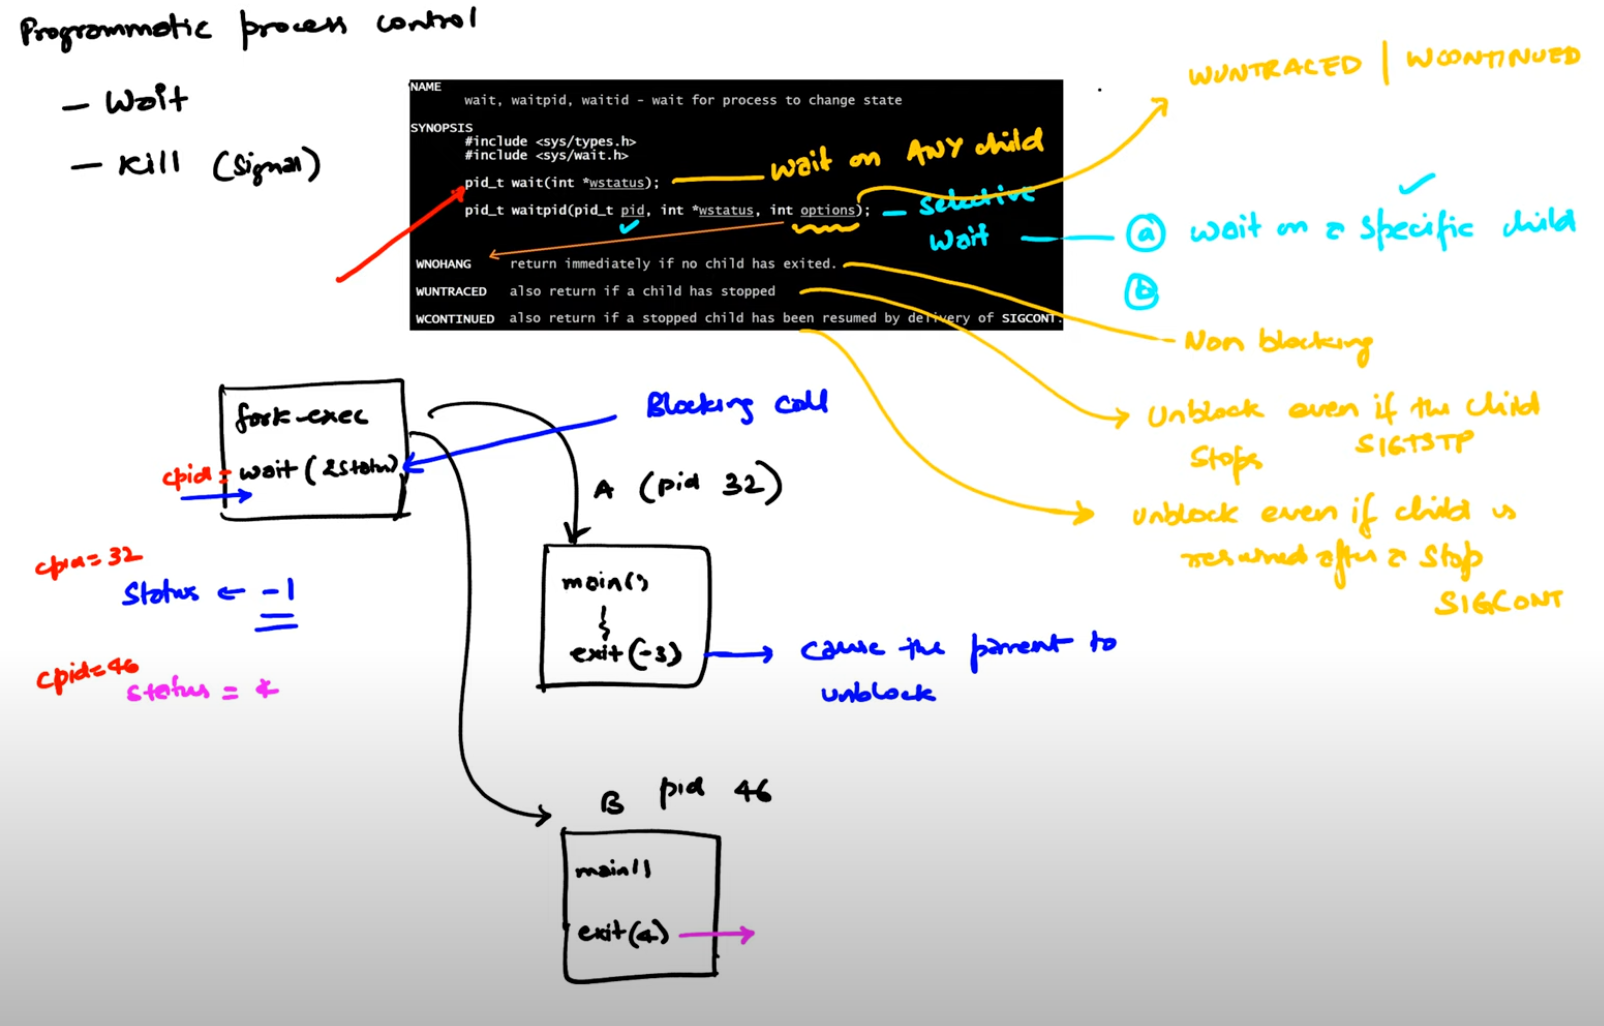 Programmatic process control
- Wait
- Kill (Signal)
NAME
wait, waitpid, waitid - wait for process to change state
SYNOPSIS
#include <sys/types.h>
#include <sys/wait.h>
pid_t wait(int *wstatus);
wait on ANY child
pid_t waitpid(pid_t pid, int *wstatus, int options);
- Selective
Wait
WNOHANG return immediately if no child has exited.
WUNTRACED also return if a child has stopped
WCONTINUED also return if a stopped child has been resumed by delivery of SIGCONT.
WUNTRACED | WCONTINUED
(a) wait on a specific child
(b)
Non blocking
Unblock even if the child
Stops SIGTSTP
unblock even if child is
resumed after a stop
SIGCONT
fork-exec
cpid = wait(&status)
Blocking call
A (pid 32)
main()
exit(-3)
cause the parent to
unblock
cpid=32
Status ← -1
cpid=46
status = 4
B pid 46
main()
exit(4)